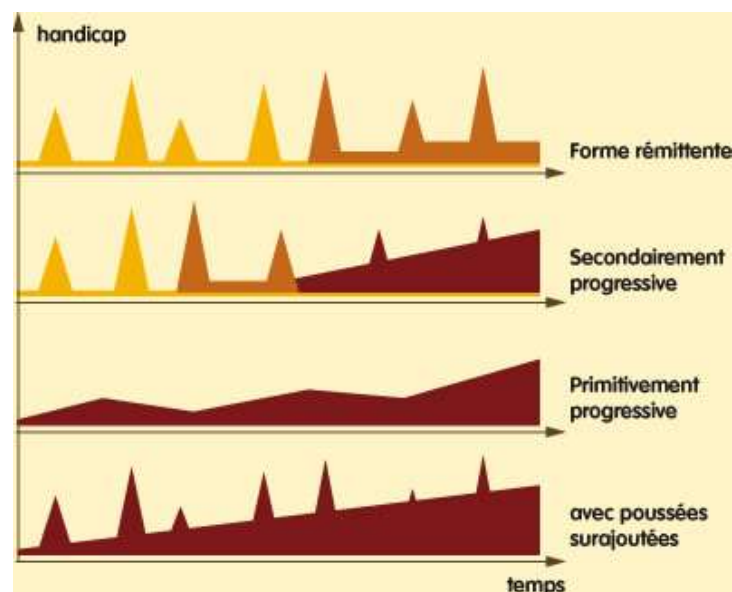 handicap
Forme rémittente
Secondairement
progressive
Primitivement
progressive
avec poussées
surajoutées
temps